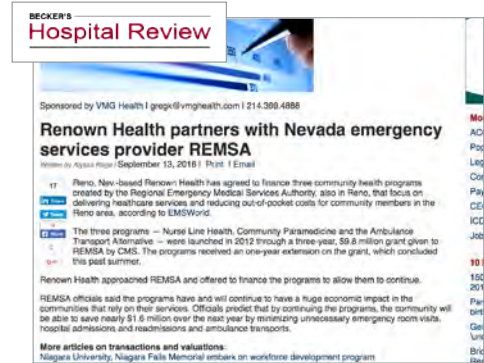 BECKER'S
Hospital Review
Sponsored by VMG Health | gregk@vmghealth.com | 214.369.4888
Renown Health partners with Nevada emergency
services provider REMSA
September 13, 2016 | Print | Email
17
Reno, Nev.-based Renown Health has agreed to finance three community health programs
created by the Regional Emergency Medical Services Authority, also in Reno, that focus on
delivering healthcare services and reducing out-of-pocket costs for community members in the
Reno area, according to EMSWorld.
The three programs — Nurse Line Health, Community Paramedicine and the Ambulance
Transport Alternative — were launched in 2012 through a three-year, $9.8 million grant given to
REMSA by CMS. The programs received an one-year extension on the grant, which concluded
this past summer.
Renown Health approached REMSA and offered to finance the programs to allow them to continue.
REMSA officials said the programs have and will continue to have a huge economic impact in the
communities that rely on their services. Officials predict that by continuing the programs, the community will
be able to save nearly $1.6 million over the next year by minimizing unnecessary emergency room visits,
hospital admissions and readmissions and ambulance transports.
More articles on transactions and valuations:
Niagara University, Niagara Falls Memorial embark on workforce development program